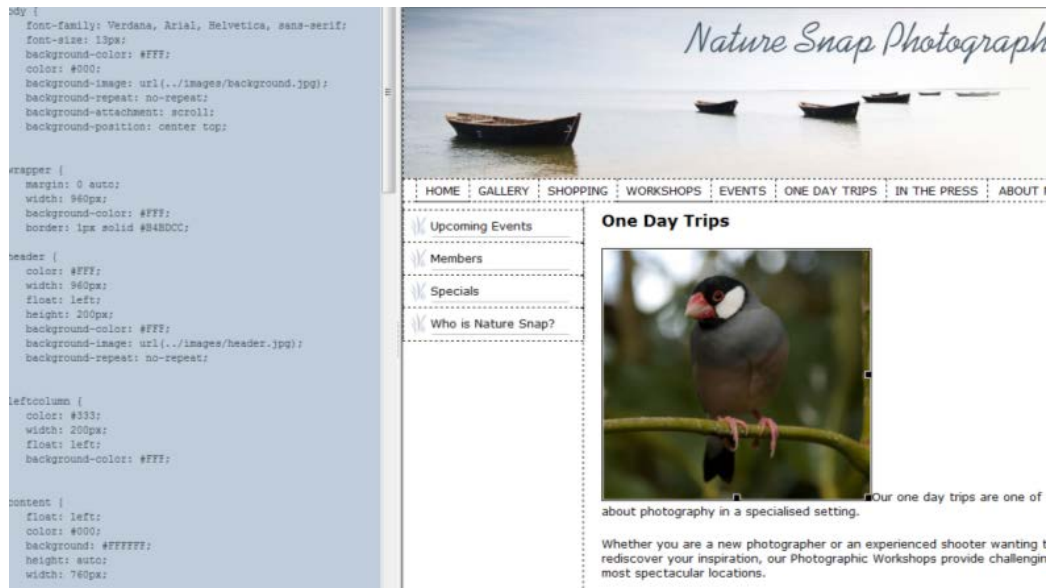 ody {
font-family: Verdana, Arial, Helvetica, sans-serif;
font-size: 13px;
background-color: #FFF;
color: #000;
background-image: url(../images/background.jpg);
background-repeat: no-repeat;
background-attachment: scroll;
background-position: center top;
wrapper {
margin: 0 auto;
width: 960px;
background-color: #FFF;
border: 1px solid #B4BDCC;
header {
color: #FFF;
width: 960px;
float: left;
height: 200px;
background-color: #FFF;
background-image: url(../images/header.jpg);
background-repeat: no-repeat;
leftcolumn {
color: #333;
width: 200px;
float: left;
background-color: #FFF;
content {
float: left;
color: #000;
background: #FFFFFF;
height: auto;
width: 760px;
Nature Snap Photograph
HOME GALLERY SHOPPING WORKSHOPS EVENTS ONE DAY TRIPS IN THE PRESS ABOUT
Upcoming Events
Members
Specials
Who is Nature Snap?
One Day Trips
Our one day trips are one of
about photography in a specialised setting.
Whether you are a new photographer or an experienced shooter wanting t
rediscover your inspiration, our Photographic Workshops provide challengin
most spectacular locations.